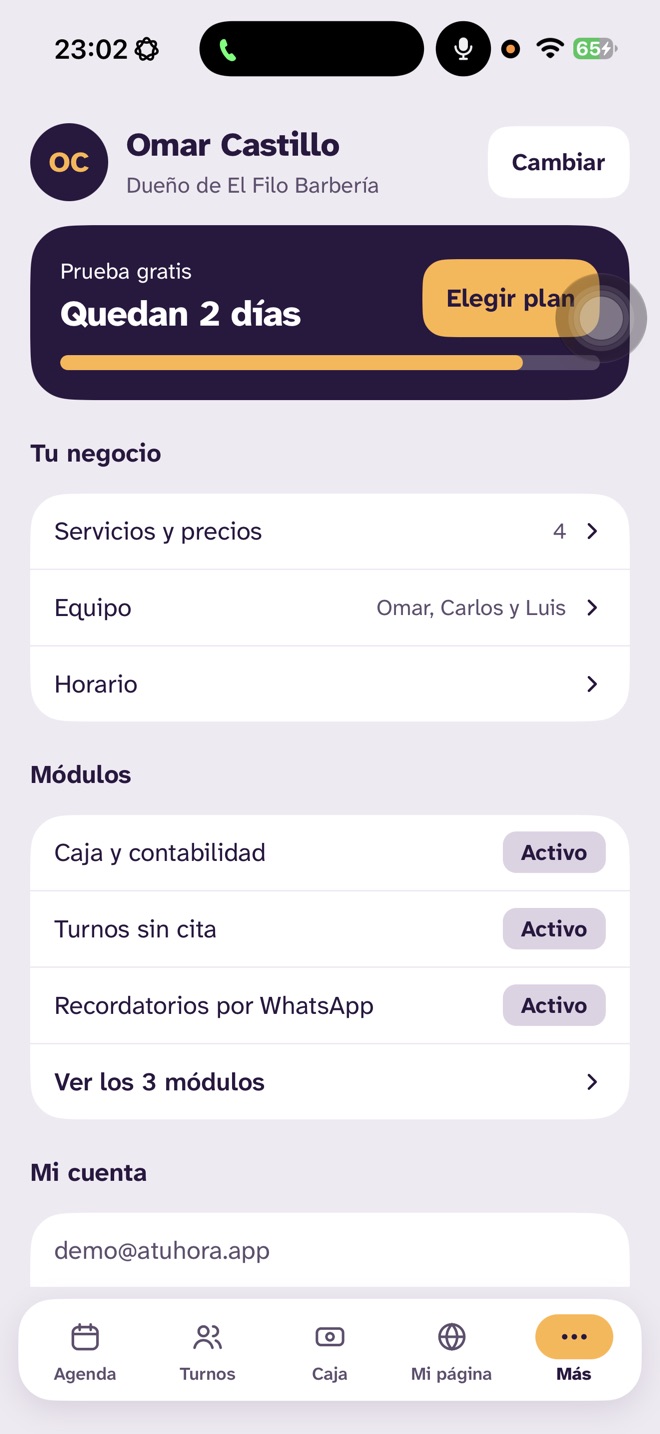 23:02
65
OC
Omar Castillo
Dueño de El Filo Barbería
Cambiar
Prueba gratis
Quedan 2 días
Elegir plan
Tu negocio
Servicios y precios 4
Equipo Omar, Carlos y Luis
Horario
Módulos
Caja y contabilidad Activo
Turnos sin cita Activo
Recordatorios por WhatsApp Activo
Ver los 3 módulos
Mi cuenta
demo@atuhora.app
Agenda Turnos Caja Mi página Más